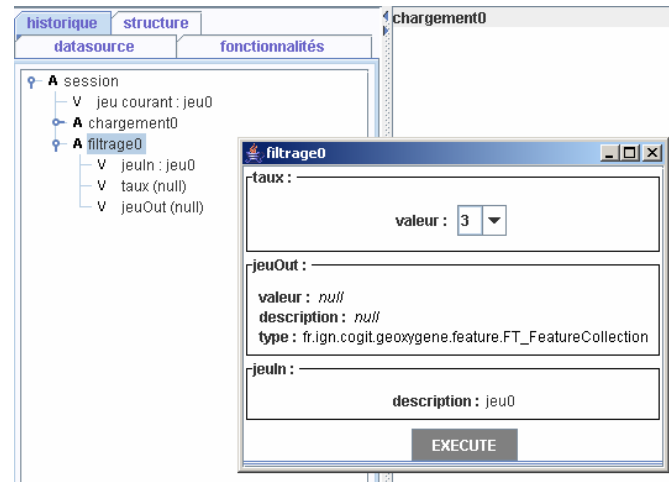 historique structure
datasource fonctionnalités
A session
V jeu courant : jeu0
A chargement0
A filtrage0
V jeuIn : jeu0
V taux (null)
V jeuOut (null)
chargement0
filtrage0
taux :
valeur : 3
jeuOut :
valeur : null
description : null
type : fr.ign.cogit.geoxygene.feature.FT_FeatureCollection
jeuIn :
description : jeu0
EXECUTE